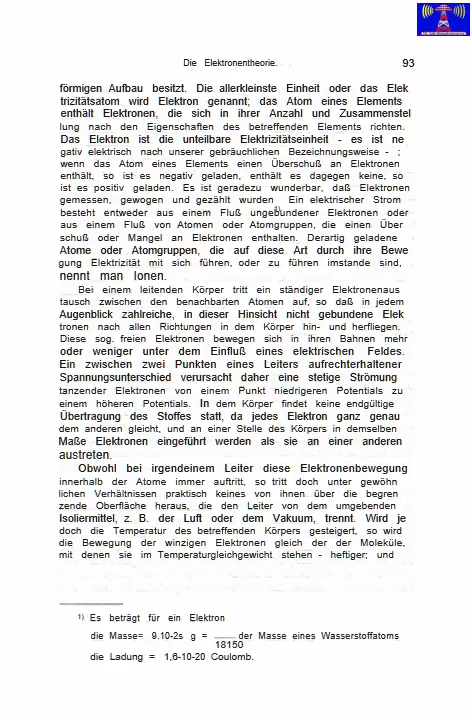 Die Elektronentheorie.
93
förmigen Aufbau besitzt. Die allerkleinste Einheit oder das Elek
trizitätsatom wird Elektron genannt; das Atom eines Elements
enthält Elektronen, die sich in ihrer Anzahl und Zusammenstel
lung nach den Eigenschaften des betreffenden Elements richten.
Das Elektron ist die unteilbare Elektrizitätseinheit - es ist ne
gativ elektrisch nach unserer gebräuchlichen Bezeichnungsweise - ;
wenn das Atom eines Elements einen Überschuß an Elektronen
enthält, so ist es negativ geladen, enthält es dagegen keine, so
ist es positiv geladen. Es ist geradezu wunderbar, daß Elektronen
gemessen, gewogen und gezählt wurden 1) Ein elektrischer Strom
besteht entweder aus einem Fluß ungebundener Elektronen oder
aus einem Fluß von Atomen oder Atomgruppen, die einen Über
schuß oder Mangel an Elektronen enthalten. Derartig geladene
Atome oder Atomgruppen, die auf diese Art durch ihre Bewe
gung Elektrizität mit sich führen, oder zu führen imstande sind,
nennt man Ionen.
Bei einem leitenden Körper tritt ein ständiger Elektronenaus
tausch zwischen den benachbarten Atomen auf, so daß in jedem
Augenblick zahlreiche, in dieser Hinsicht nicht gebundene Elek
tronen nach allen Richtungen in dem Körper hin- und herfliegen.
Diese sog. freien Elektronen bewegen sich in ihren Bahnen mehr
oder weniger unter dem Einfluß eines elektrischen Feldes.
Ein zwischen zwei Punkten eines Leiters aufrechterhaltener
Spannungsunterschied verursacht daher eine stetige Strömung
tanzender Elektronen von einem Punkt niedrigeren Potentials zu
einem höheren Potentials. In dem Körper findet keine endgültige
Übertragung des Stoffes statt, da jedes Elektron ganz genau
dem anderen gleicht, und an einer Stelle des Körpers in demselben
Maße Elektronen eingeführt werden als sie an einer anderen
austreten.
Obwohl bei irgendeinem Leiter diese Elektronenbewegung
innerhalb der Atome immer auftritt, so tritt doch unter gewöhn
lichen Verhältnissen praktisch keines von ihnen über die begren
zende Oberfläche heraus, die den Leiter von dem umgebenden
Isoliermittel, z. B. der Luft oder dem Vakuum, trennt. Wird je
doch die Temperatur des betreffenden Körpers gesteigert, so wird
die Bewegung der winzigen Elektronen gleich der der Moleküle,
mit denen sie im Temperaturgleichgewicht stehen - heftiger; und
1) Es beträgt für ein Elektron
die Masse= 9.10-2s g = der Masse eines Wasserstoffatoms
18150
die Ladung = 1,6-10-20 Coulomb.